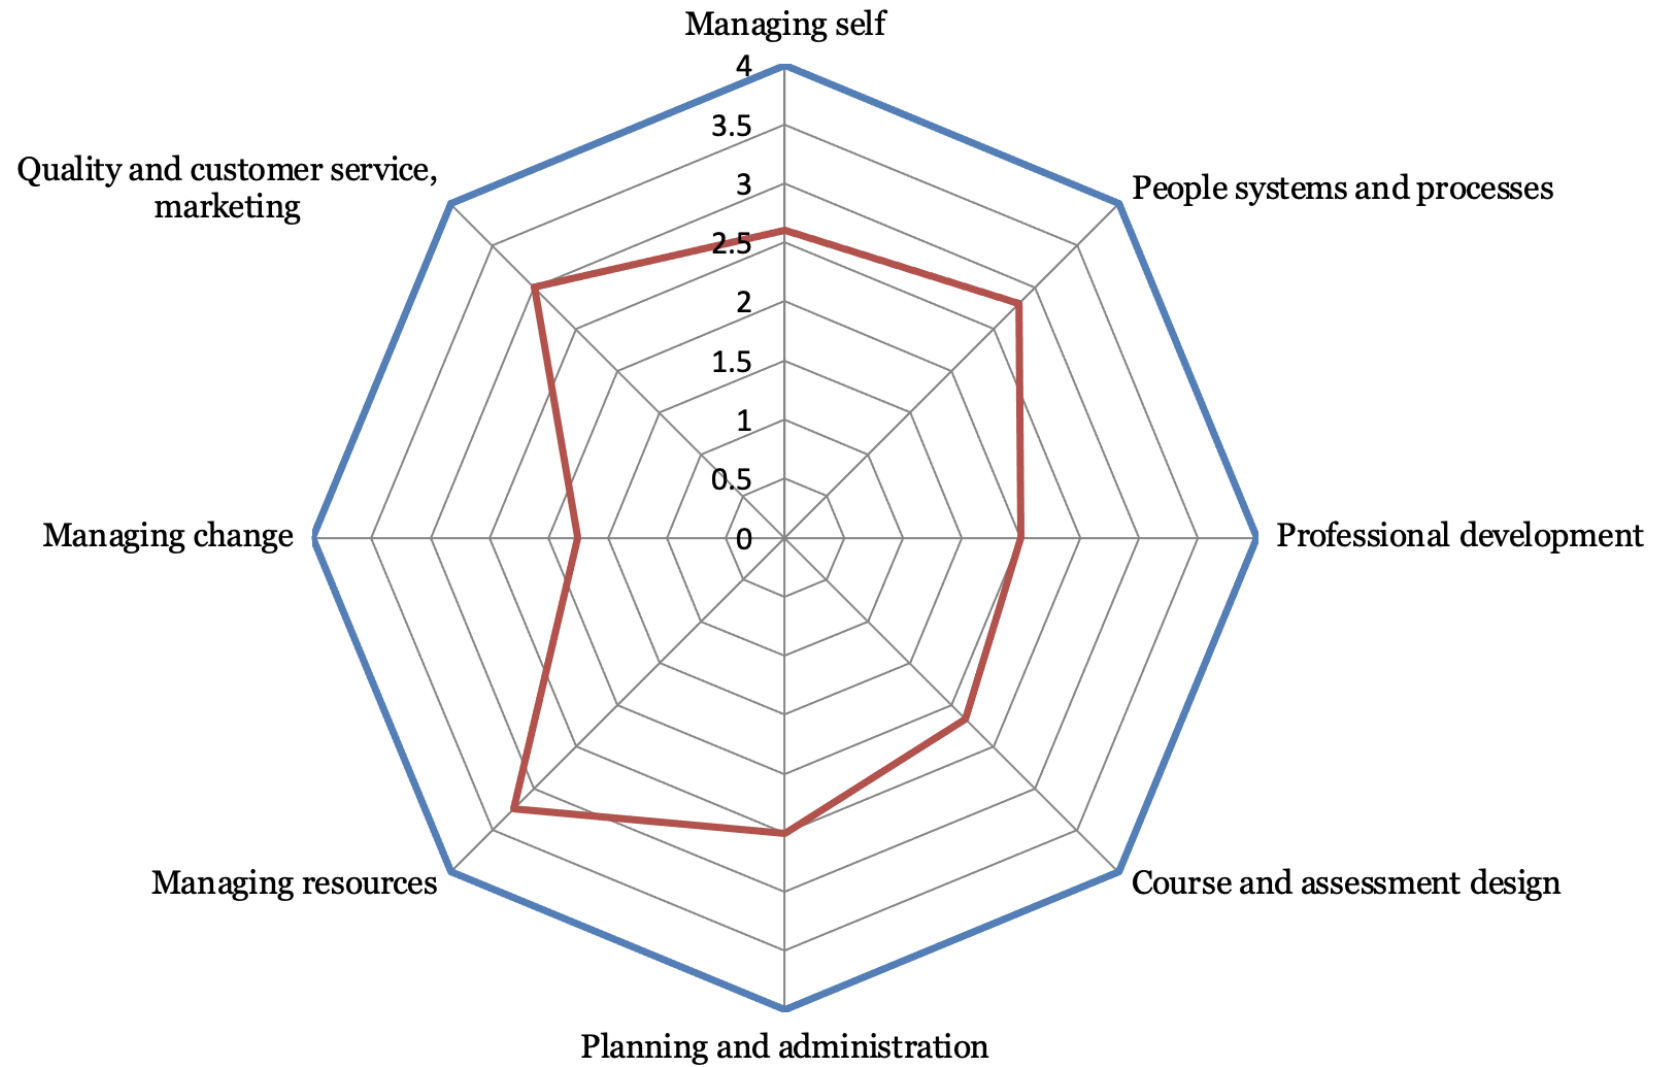 Managing self
4
3.5
3
2.5
2
1.5
1
0.5
0
Quality and customer service,
marketing
People systems and processes
Managing change
Professional development
Managing resources
Course and assessment design
Planning and administration